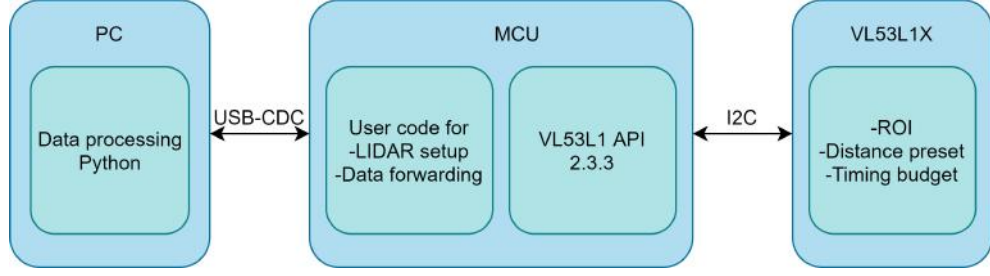 PC
Data processing
Python
USB-CDC
MCU
User code for
-LIDAR setup
-Data forwarding
VL53L1 API
2.3.3
I2C
VL53L1X
-ROI
-Distance preset
-Timing budget